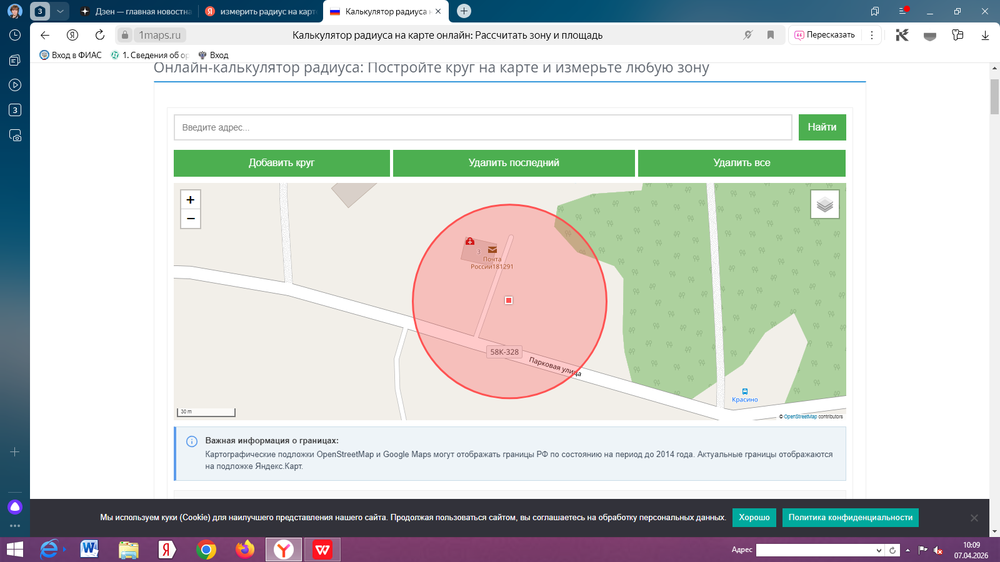 3
Дзен — главная новостна
измерить радиус на карт
Калькулятор радиуса н
1maps.ru
Калькулятор радиуса на карте онлайн: Рассчитать зону и площадь
Пересказать
Вход в ФИАС
1. Сведения об ор
Вход
3
Онлайн-калькулятор радиуса: Постройте круг на карте и измерьте любую зону
Введите адрес...
Найти
Добавить круг
Удалить последний
Удалить все
+
−
3
Почта
России181291
58К-328
Парковая улица
Красино
30 m
© OpenStreetMap contributors
Важная информация о границах:
Картографические подложки OpenStreetMap и Google Maps могут отображать границы РФ по состоянию на период до 2014 года. Актуальные границы отображаются
на подложке Яндекс.Карт.
Мы используем куки (Cookie) для наилучшего представления нашего сайта. Продолжая пользоваться сайтом, вы соглашаетесь на обработку персональных данных.
Хорошо
Политика конфиденциальности
Адрес
10:09
07.04.2026